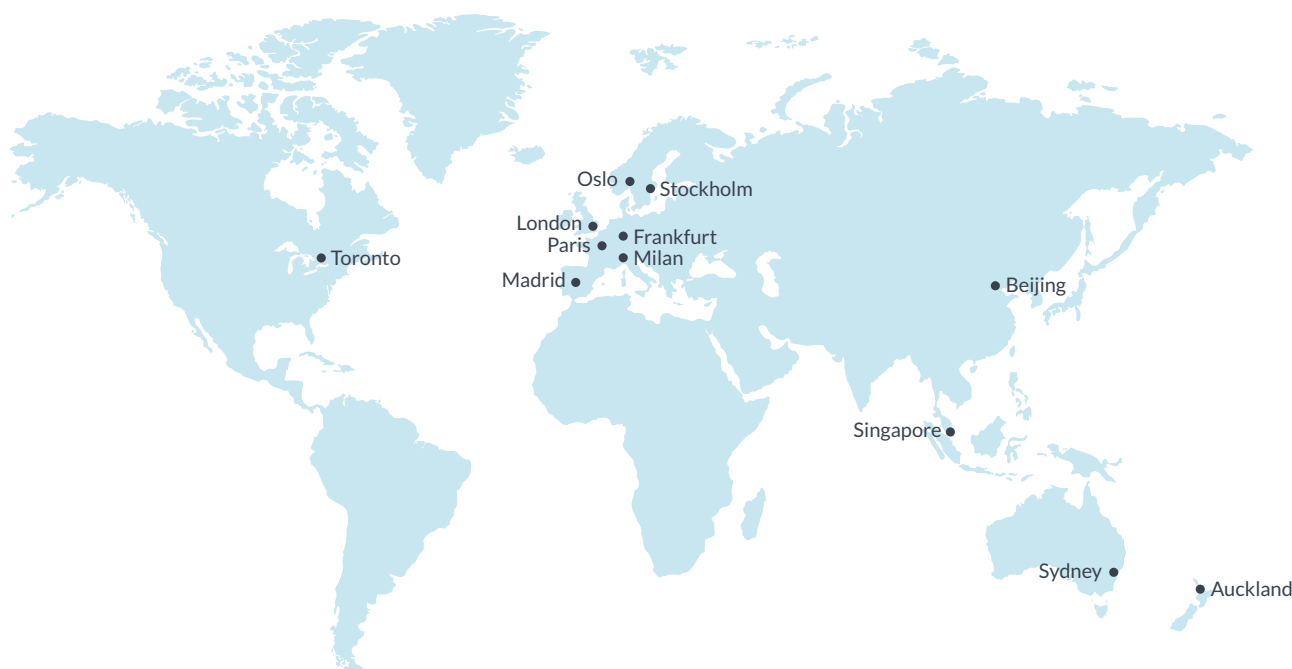 Oslo
Stockholm
London
Frankfurt
Paris
Toronto
Milan
Madrid
Beijing
Singapore
Sydney
Auckland